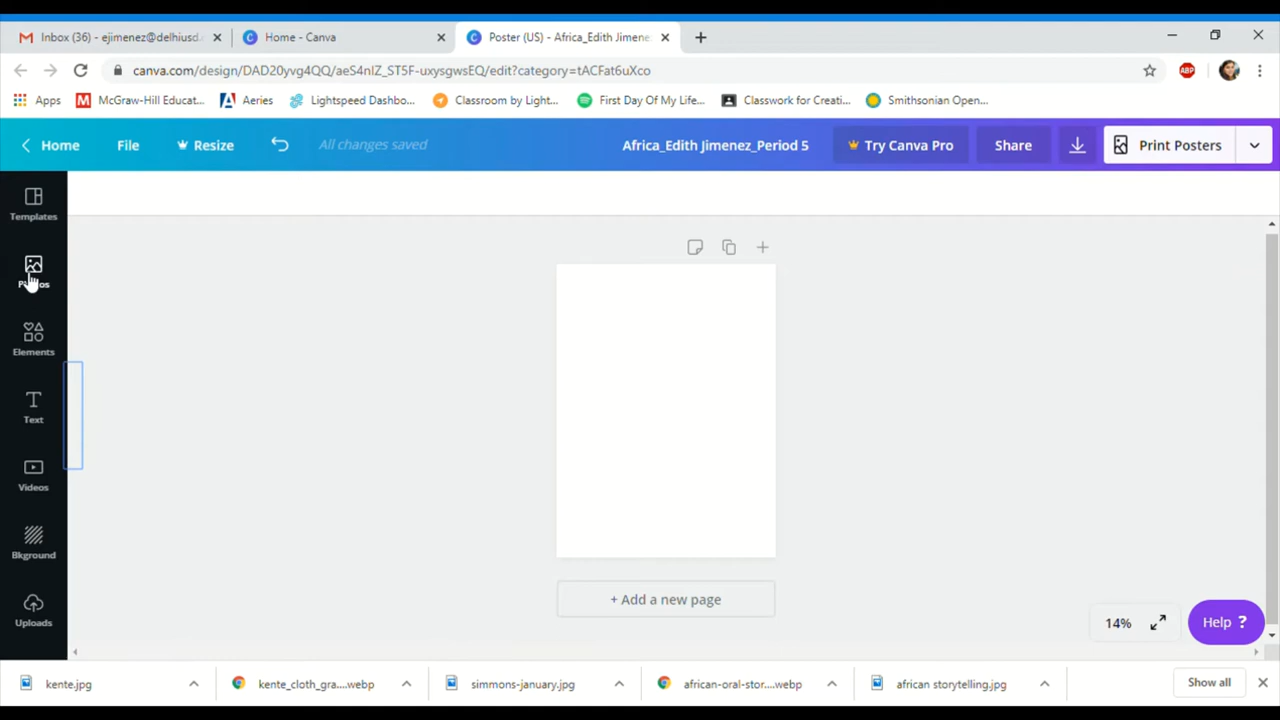 Inbox (36) - ejimenez@delhiusd.
Home - Canva
Poster (US) - Africa_Edith Jimene:
canva.com/design/DAD20yvg4QQ/aeS4nIZ_ST5F-uxysgwsEQ/edit?category=tACFat6uXco
ABP
Apps
McGraw-Hill Educat...
Aeries
Lightspeed Dashbo...
Classroom by Light...
First Day Of My Life...
Classwork for Creati...
Smithsonian Open...
Home
File
Resize
All changes saved
Africa_Edith Jimenez_Period 5
Try Canva Pro
Share
Print Posters
Templates
Photos
Elements
Text
Videos
Bkground
Uploads
+ Add a new page
14%
Help ?
kente.jpg
kente_cloth_gra....webp
simmons-january.jpg
african-oral-stor....webp
african storytelling.jpg
Show all